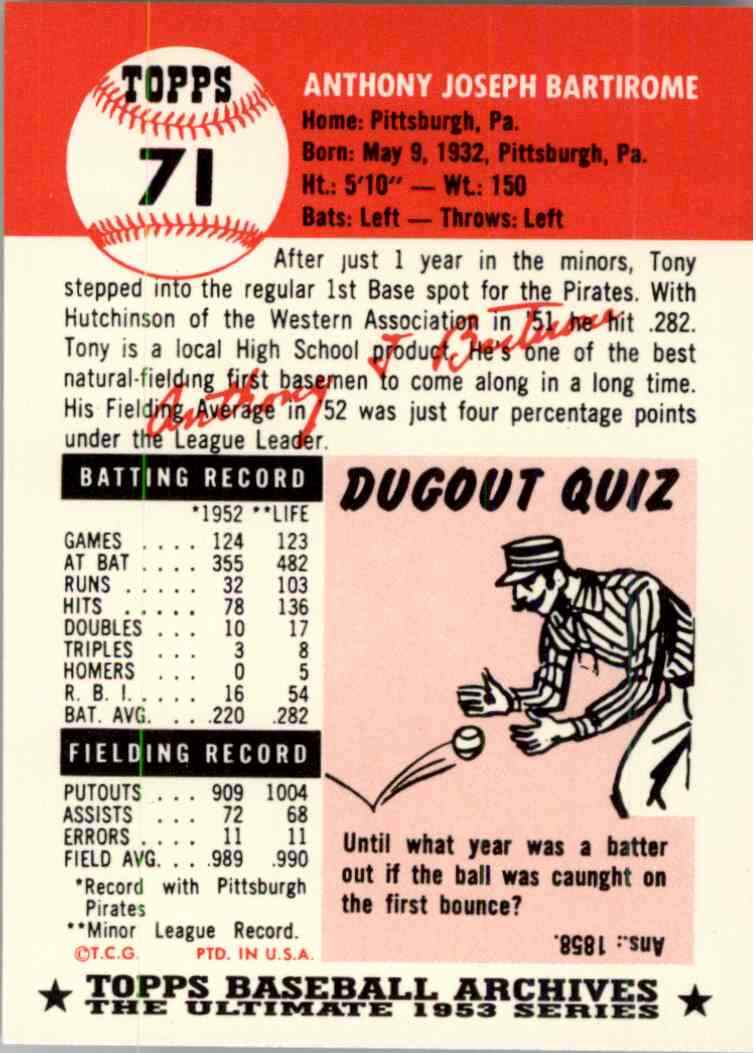 TOPPS
71
ANTHONY JOSEPH BARTIROME
Home: Pittsburgh, Pa.
Born: May 9, 1932, Pittsburgh, Pa.
Ht.: 5'10" — Wt.: 150
Bats: Left — Throws: Left
After just 1 year in the minors, Tony
stepped into the regular 1st Base spot for the Pirates. With
Hutchinson of the Western Association in '51 he hit .282.
Tony is a local High School product. He's one of the best
natural-fielding first basemen to come along in a long time.
His Fielding Average in '52 was just four percentage points
under the League Leader.
Anthony J Bartirome
BATTING RECORD
*1952 **LIFE
GAMES .... 124 123
AT BAT .... 355 482
RUNS ..... 32 103
HITS ..... 78 136
DOUBLES ... 10 17
TRIPLES ... 3 8
HOMERS ... 0 5
R. B. I. .... 16 54
BAT. AVG. ... .220 .282
FIELDING RECORD
PUTOUTS ... 909 1004
ASSISTS ... 72 68
ERRORS .... 11 11
FIELD AVG. ... .989 .990
*Record with Pittsburgh
Pirates
**Minor League Record.
©T.C.G. PTD. IN U.S.A.
DUGOUT QUIZ
Until what year was a batter
out if the ball was caunght on
the first bounce?
Ans.: 1858.
★ TOPPS BASEBALL ARCHIVES ★
THE ULTIMATE 1953 SERIES